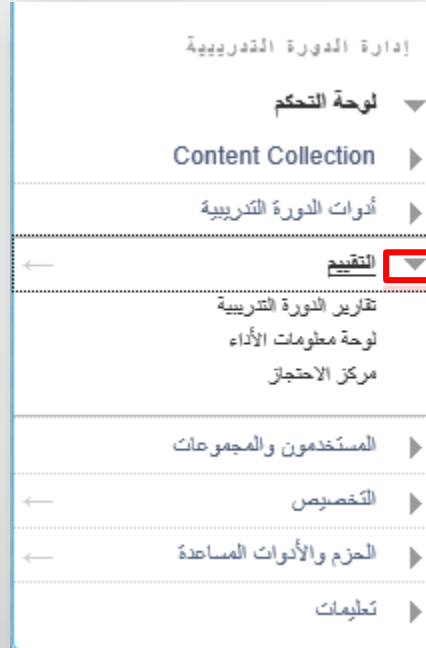 إدارة الدورة التدريبية
لوحة التحكم
Content Collection
أدوات الدورة التدريبية
التقييم
تقارير الدورة التدريبية
لوحة معلومات الأداء
مركز الاحتجاز
المستخدمون والمجموعات
التخصيص
الحزم والأدوات المساعدة
تعليمات